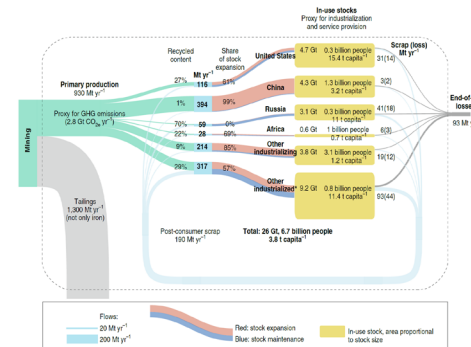 In-use stocks
Proxy for industrialization
and service provision
Recycled
content
Mt yr⁻¹
Share
of stock
expansion
Scrap (loss)
Mt yr⁻¹
Primary production
930 Mt yr⁻¹
Proxy for GHG emissions
(2.8 Gt CO₂ₑ yr⁻¹)
Mining
27% 116 61% United States 4.7 Gt 0.3 billion people
15.4 t capita⁻¹ 31(14)
1% 394 99% China 4.3 Gt 1.3 billion people
3.2 t capita⁻¹ 3(2)
70% 59 0% Russia 3.1 Gt 0.3 billion people
11 t capita⁻¹ 41(18)
22% 28 69% Africa 0.6 Gt 1 billion people
0.7 t capita⁻¹ 6(3)
9% 214 85% Other
industrializing 3.8 Gt 3.1 billion people
1.2 t capita⁻¹ 19(12)
29% 317 67% Other
industrialized* 9.2 Gt 0.8 billion people
11.4 t capita⁻¹ 93(44)
End-of-
losse
93 Mt
Tailings
1,300 Mt yr⁻¹
(not only iron)
Post-consumer scrap
190 Mt yr⁻¹
Total: 26 Gt, 6.7 billion people
3.8 t capita⁻¹
Flows:
20 Mt yr⁻¹
200 Mt yr⁻¹
Red: stock expansion
Blue: stock maintenance
In-use stock, area proportional
to stock size